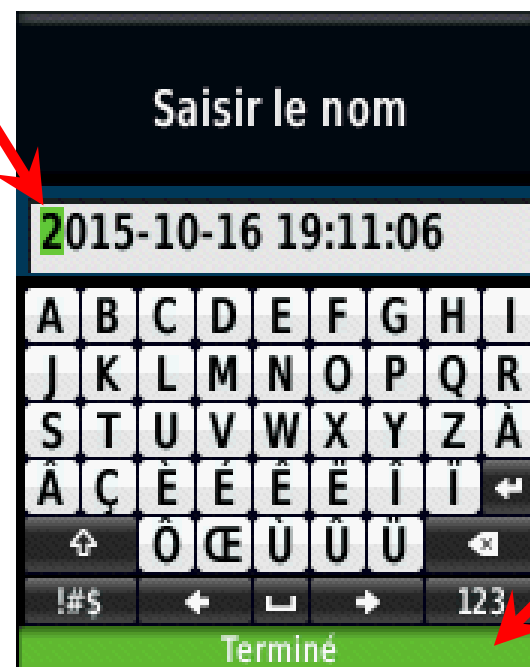 Saisir le nom
2015-10-16 19:11:06
A B C D E F G H I
J K L M N O P Q R
S T U V W X Y Z À
Â Ç È É Ê Ë Î Ï
Ô Œ Ù Û Ü
!#$ 123
Terminé